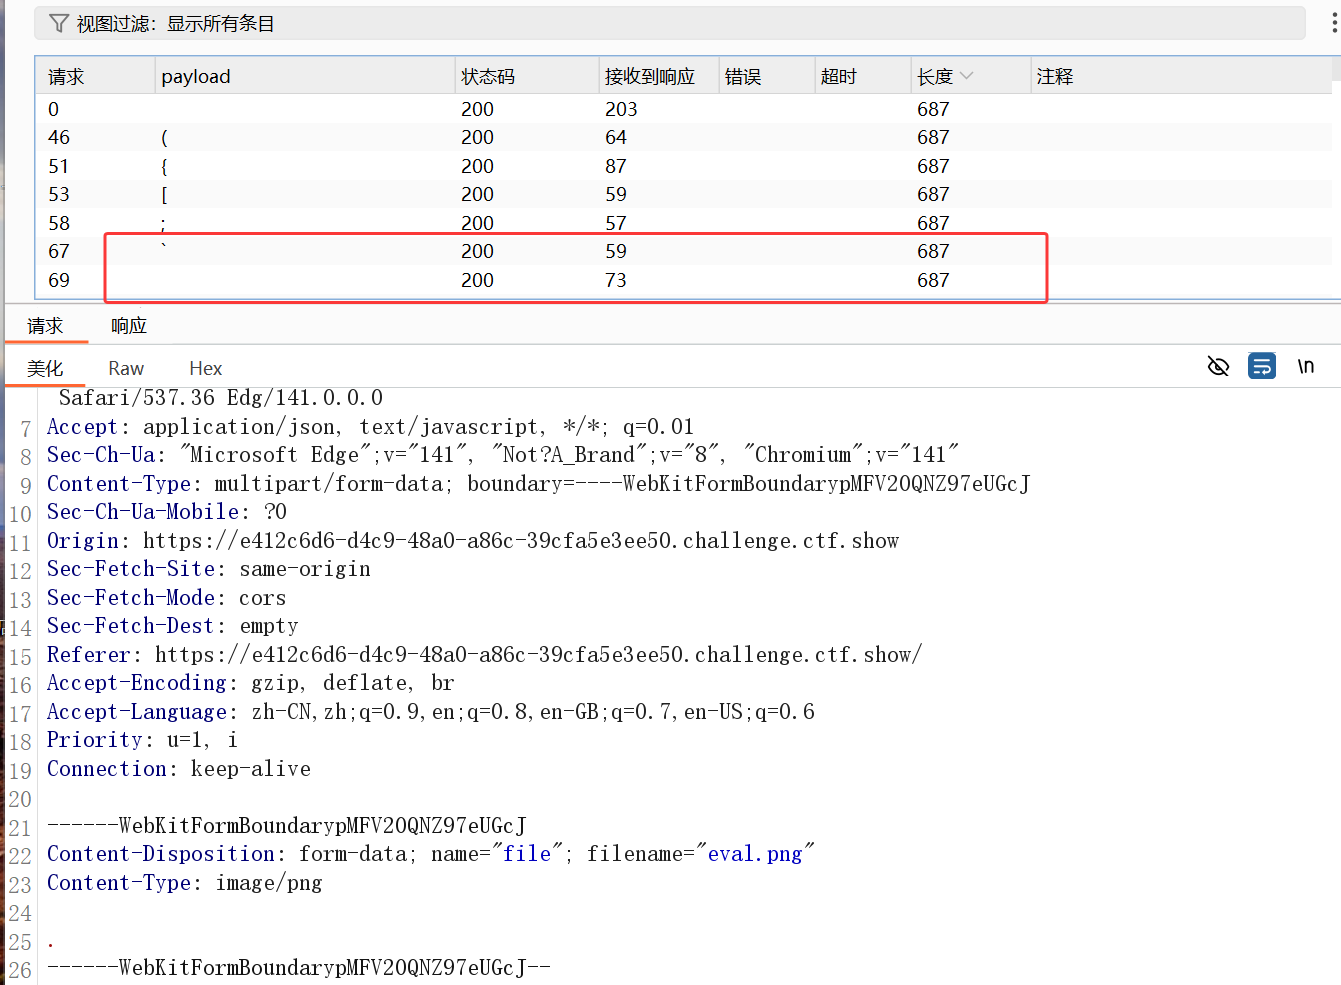 视图过滤：显示所有条目
请求 payload 状态码 接收到响应 错误 超时 长度 注释
0 200 203 687
46 ( 200 64 687
51 { 200 87 687
53 [ 200 59 687
58 ; 200 57 687
67 ` 200 59 687
69 200 73 687
请求 响应
美化 Raw Hex \n
Safari/537.36 Edg/141.0.0.0
7 Accept: application/json, text/javascript, */*; q=0.01
8 Sec-Ch-Ua: "Microsoft Edge";v="141", "Not?A_Brand";v="8", "Chromium";v="141"
9 Content-Type: multipart/form-data; boundary=----WebKitFormBoundarypMFV20QNZ97eUGcJ
10 Sec-Ch-Ua-Mobile: ?0
11 Origin: https://e412c6d6-d4c9-48a0-a86c-39cfa5e3ee50.challenge.ctf.show
12 Sec-Fetch-Site: same-origin
13 Sec-Fetch-Mode: cors
14 Sec-Fetch-Dest: empty
15 Referer: https://e412c6d6-d4c9-48a0-a86c-39cfa5e3ee50.challenge.ctf.show/
16 Accept-Encoding: gzip, deflate, br
17 Accept-Language: zh-CN,zh;q=0.9,en;q=0.8,en-GB;q=0.7,en-US;q=0.6
18 Priority: u=1, i
19 Connection: keep-alive
20
21 ------WebKitFormBoundarypMFV20QNZ97eUGcJ
22 Content-Disposition: form-data; name="file"; filename="eval.png"
23 Content-Type: image/png
24
25 .
26 ------WebKitFormBoundarypMFV20QNZ97eUGcJ--